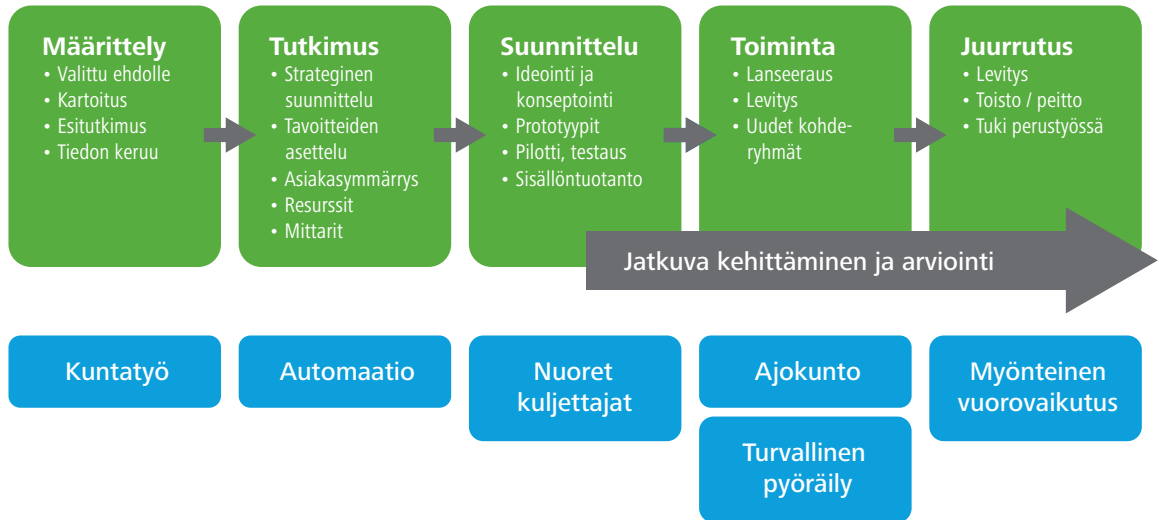 Määrittely
• Valittu ehdolle
• Kartoitus
• Esitutkimus
• Tiedon keruu
Tutkimus
• Strateginen
suunnittelu
• Tavoitteiden
asettelu
• Asiakasymmärrys
• Resurssit
• Mittarit
Suunnittelu
• Ideointi ja
konseptointi
• Prototyypit
• Pilotti, testaus
• Sisällöntuotanto
Toiminta
• Lanseeraus
• Levitys
• Uudet kohde-
ryhmät
Juurrutus
• Levitys
• Toisto / peitto
• Tuki perustyössä
Jatkuva kehittäminen ja arviointi
Kuntatyö
Automaatio
Nuoret
kuljettajat
Ajokunto
Turvallinen
pyöräily
Myönteinen
vuorovaikutus